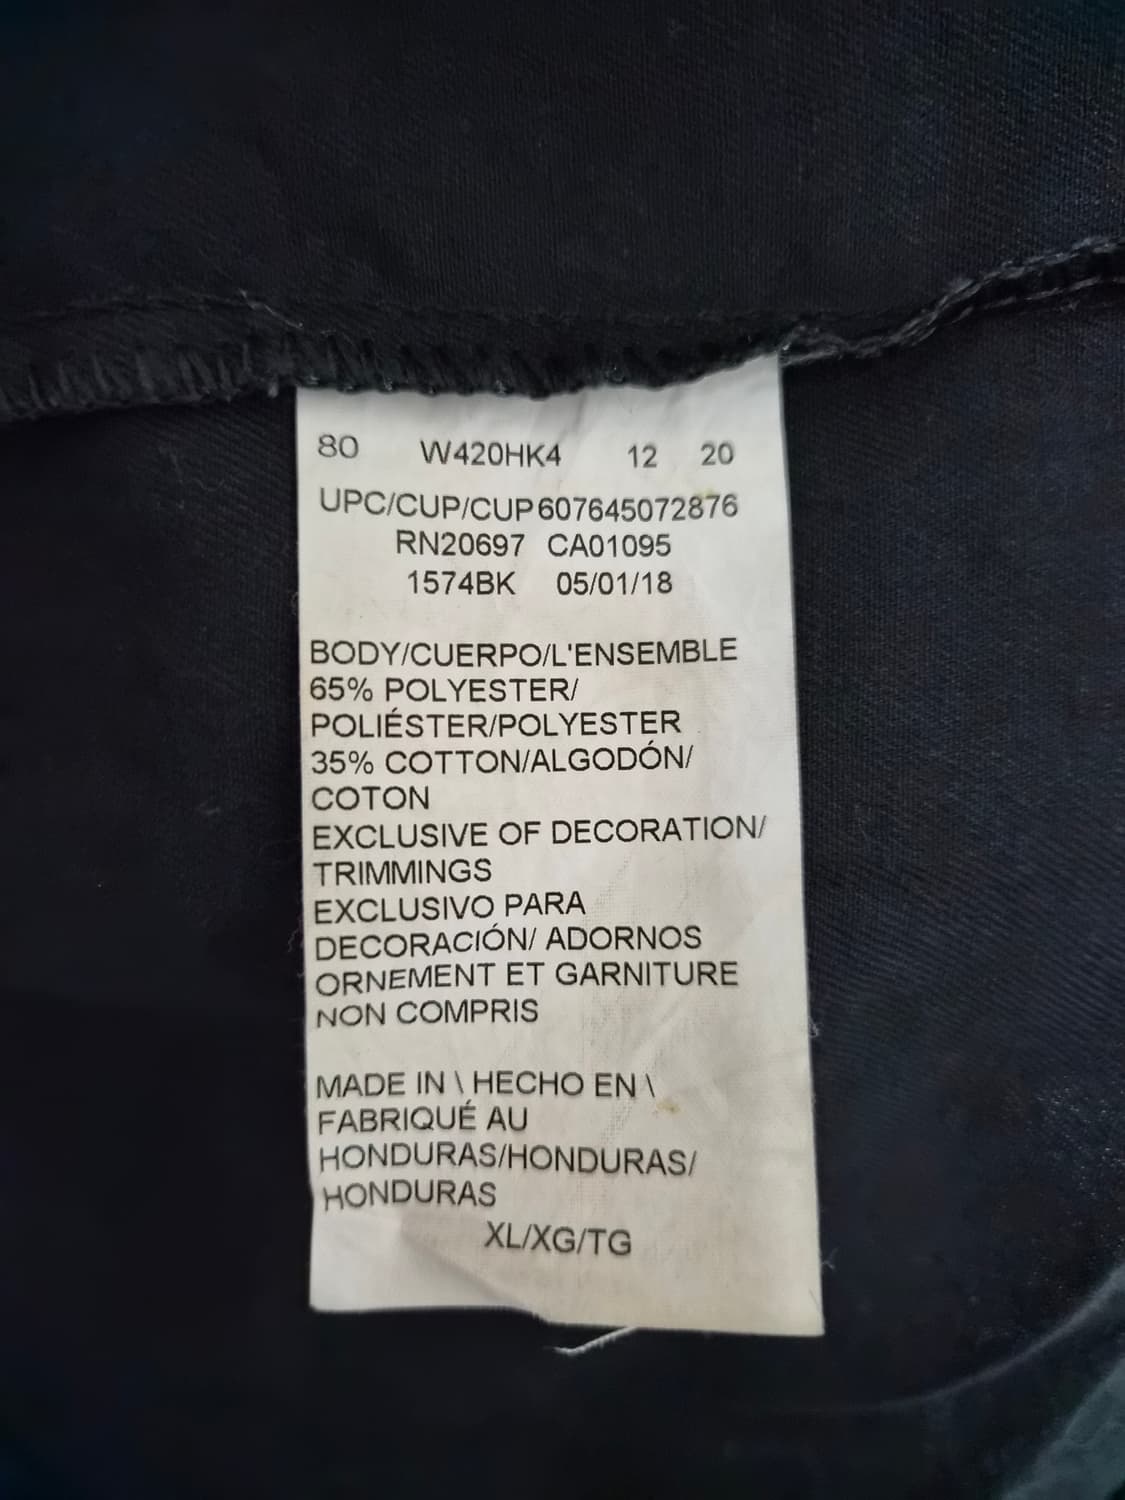 80 W420HK4 12 20
UPC/CUP/CUP 607645072876
RN20697 CA01095
1574BK 05/01/18
BODY/CUERPO/L'ENSEMBLE
65% POLYESTER/
POLIÉSTER/POLYESTER
35% COTTON/ALGODÓN/
COTON
EXCLUSIVE OF DECORATION/
TRIMMINGS
EXCLUSIVO PARA
DECORACIÓN/ ADORNOS
ORNEMENT ET GARNITURE
NON COMPRIS
MADE IN \ HECHO EN \
FABRIQUÉ AU
HONDURAS/HONDURAS/
HONDURAS
XL/XG/TG